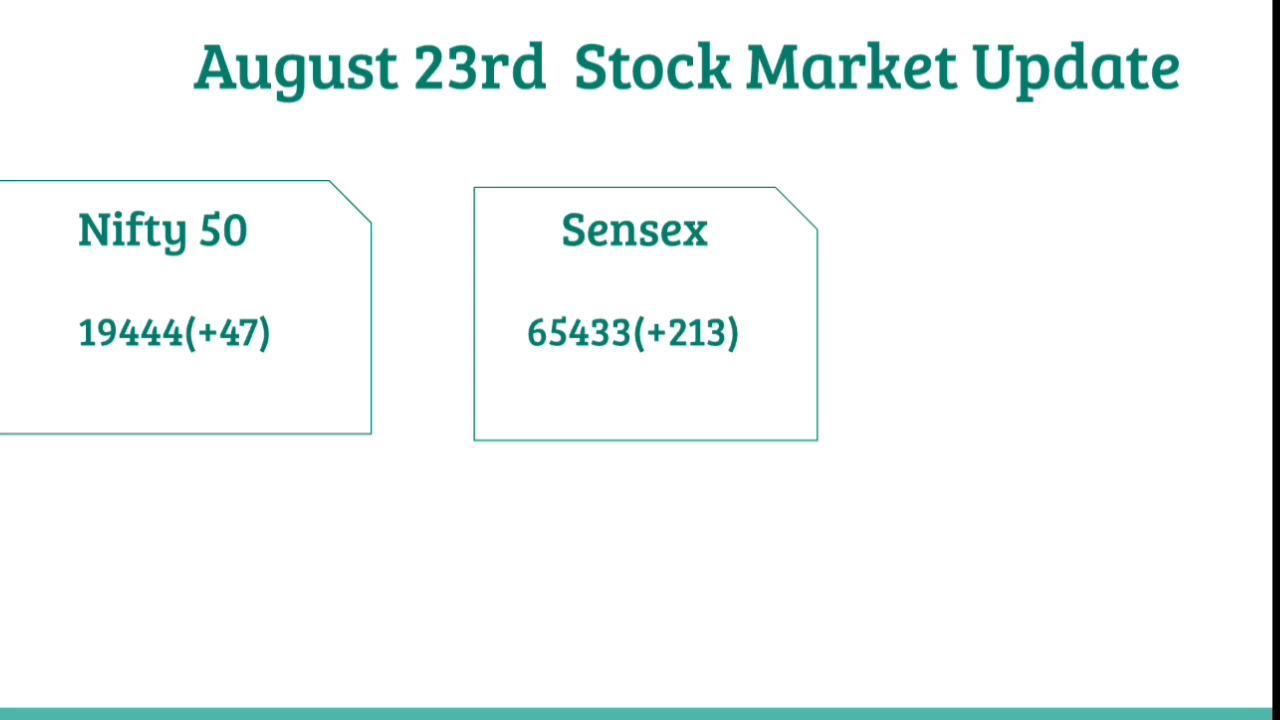 August 23rd  Stock Market Update
Nifty 50
19444(+47)
Sensex
65433(+213)